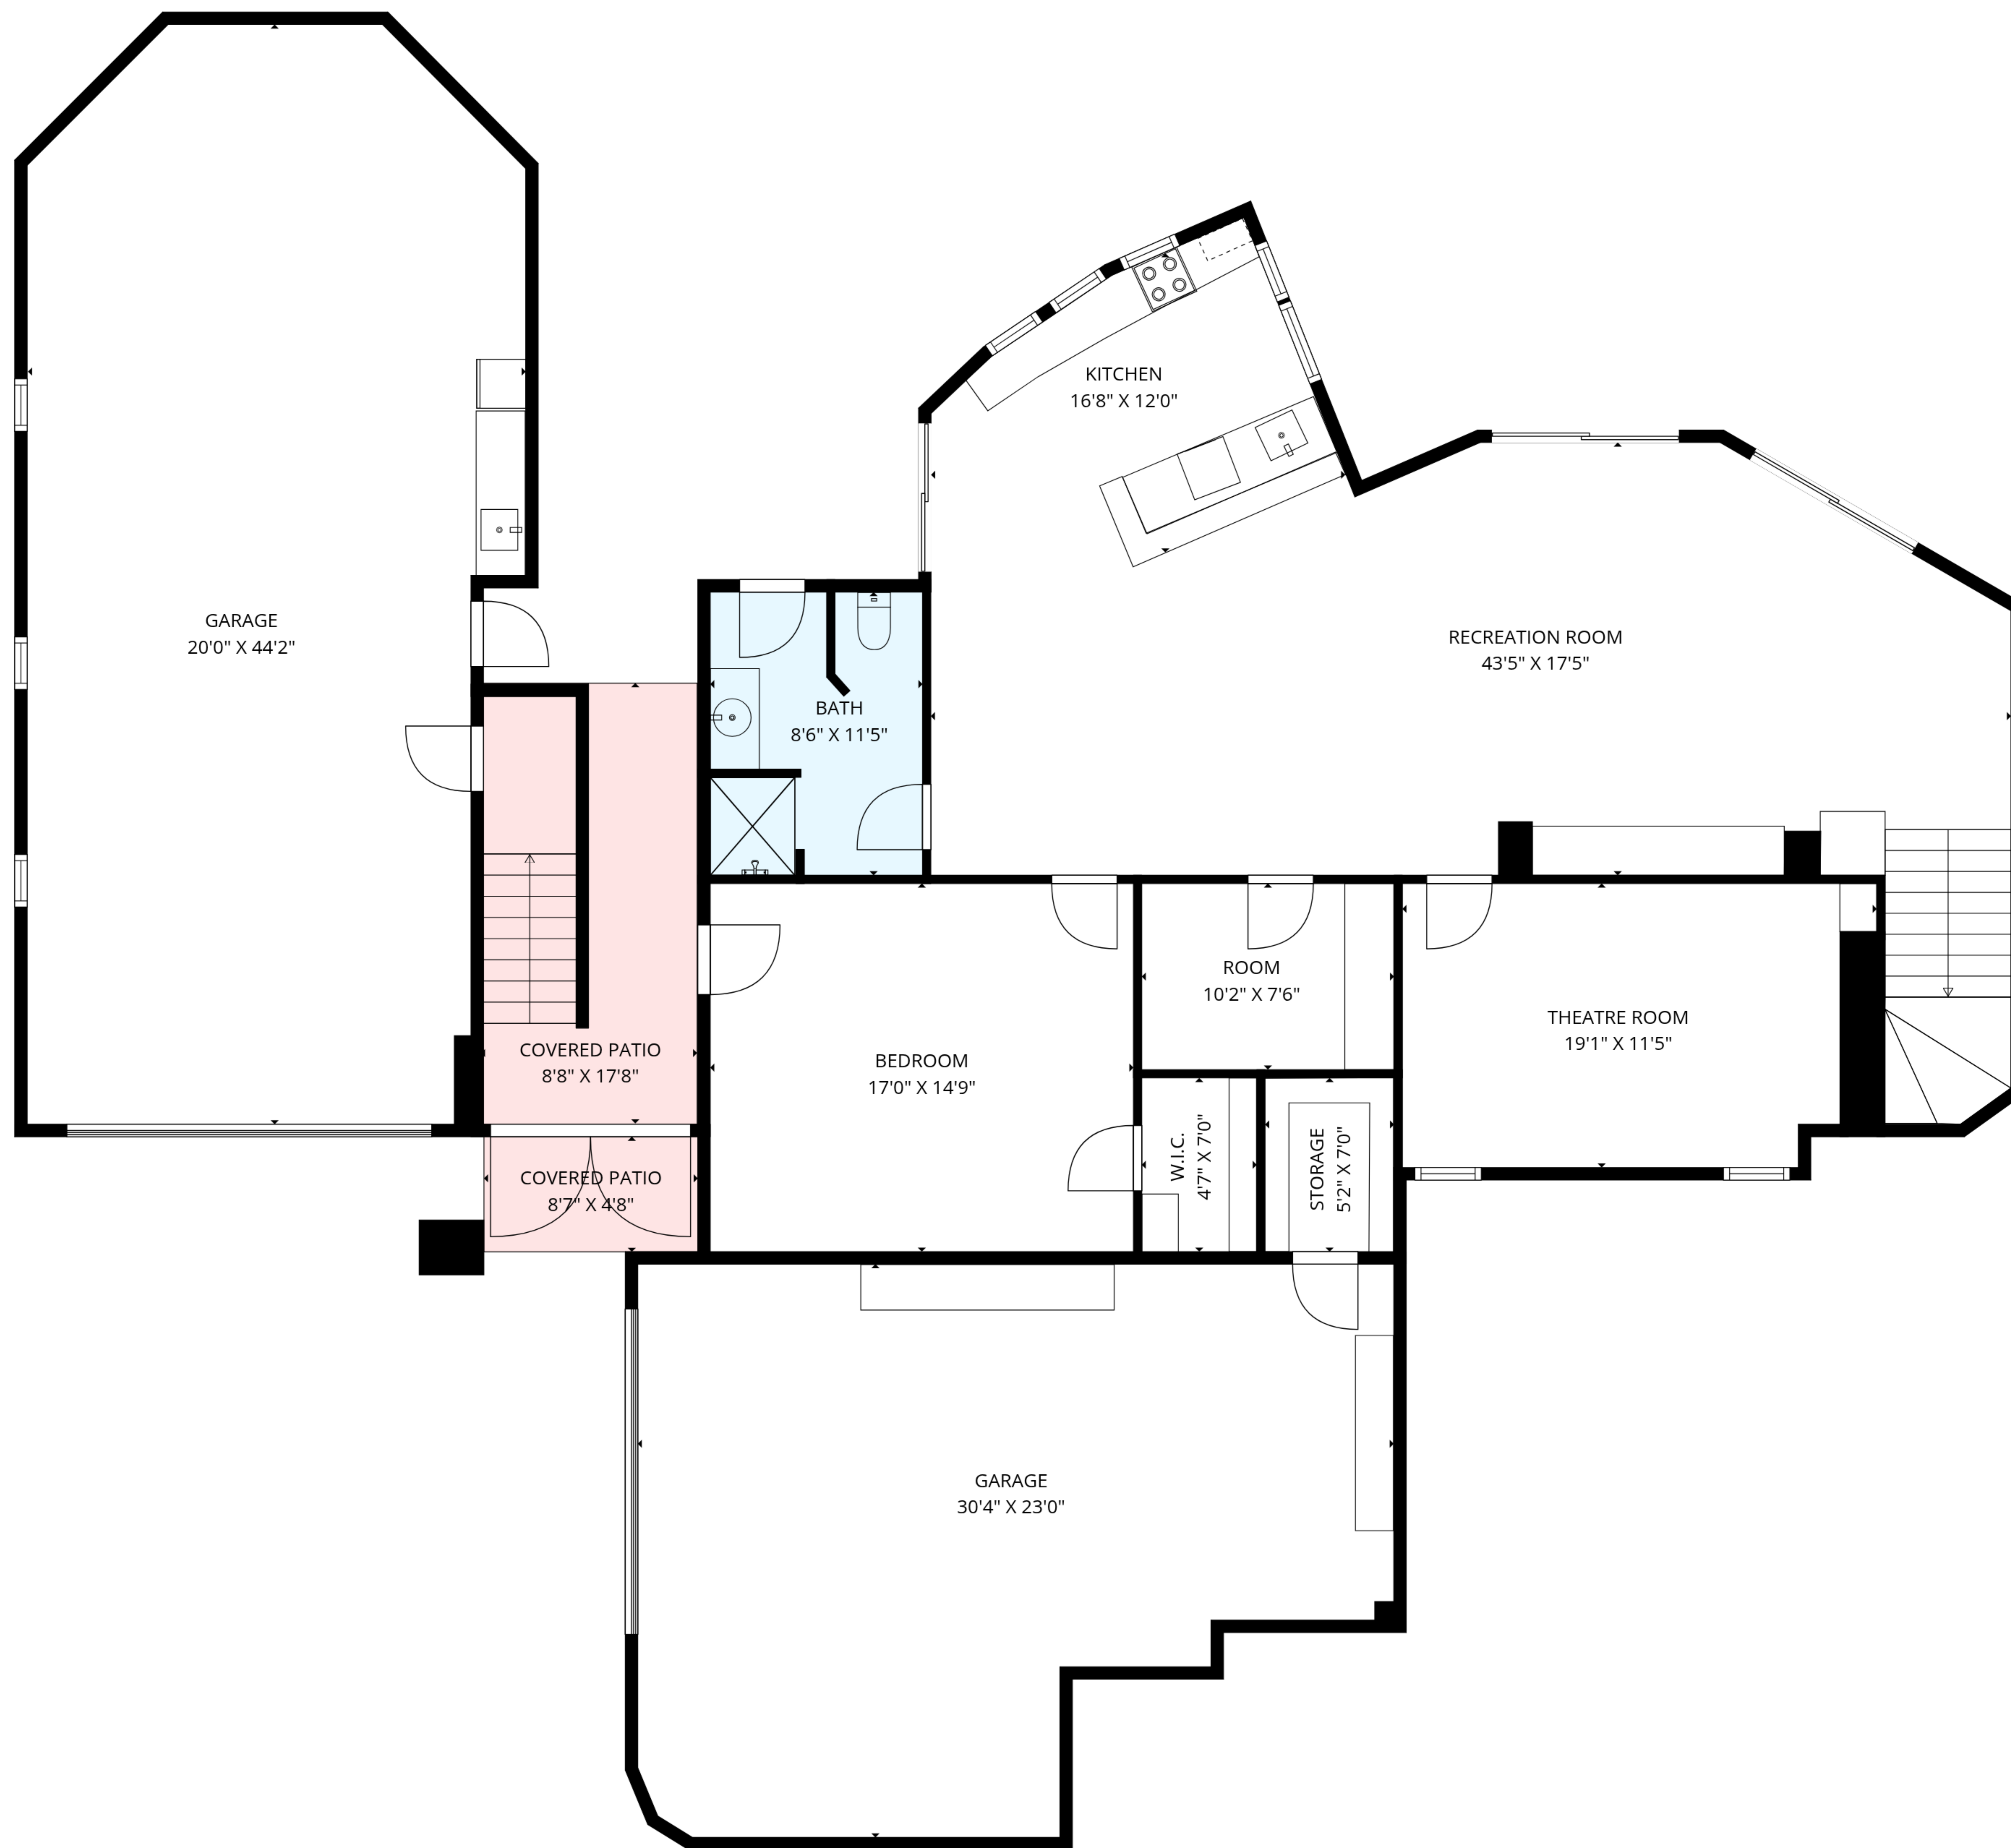 KITCHEN
16'8" X 12'0"
GARAGE
20'0" X 44'2"
RECREATION ROOM
43'5" X 17'5"
BATH
8'6" X 11'5"
ROOM
10'2" X 7'6"
THEATRE ROOM
19'1" X 11'5"
COVERED PATIO
8'8" X 17'8"
BEDROOM
17'0" X 14'9"
W.I.C.
4'7" X 7'0"
STORAGE
5'2" X 7'0"
COVERED PATIO
8'7" X 4'8"
GARAGE
30'4" X 23'0"